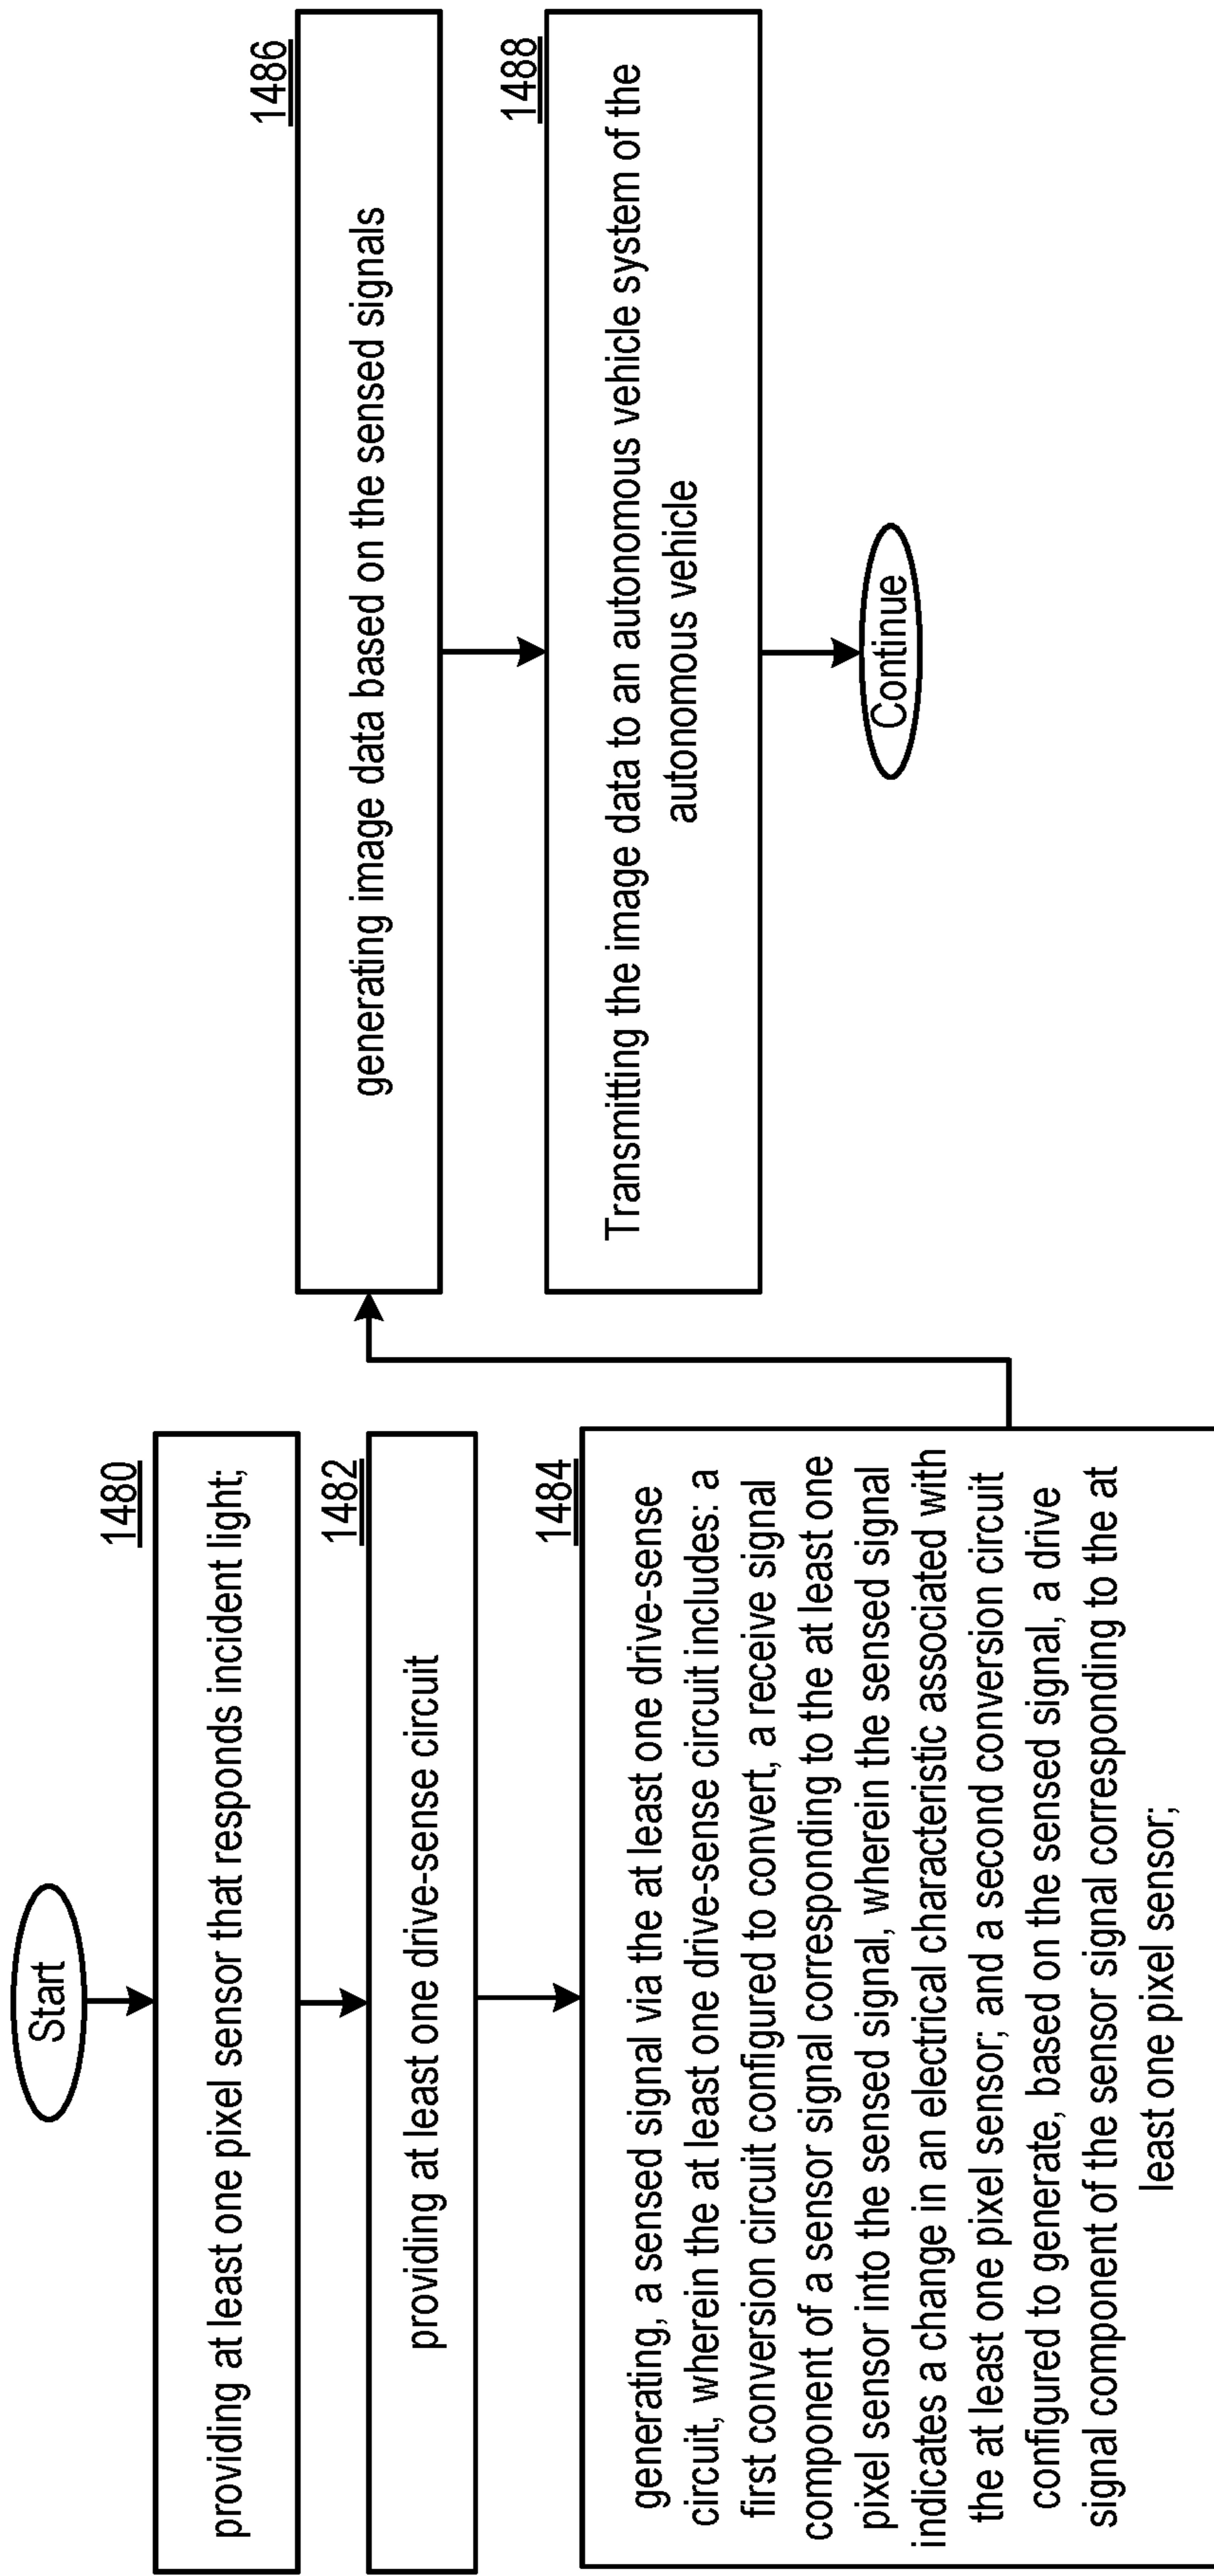 Start
1480
providing at least one pixel sensor that responds incident light;
1482
providing at least one drive-sense circuit
1484
generating, a sensed signal via the at least one drive-sense
circuit, wherein the at least one drive-sense circuit includes: a
first conversion circuit configured to convert, a receive signal
component of a sensor signal corresponding to the at least one
pixel sensor into the sensed signal, wherein the sensed signal
indicates a change in an electrical characteristic associated with
the at least one pixel sensor; and a second conversion circuit
configured to generate, based on the sensed signal, a drive
signal component of the sensor signal corresponding to the at
least one pixel sensor;
1486
generating image data based on the sensed signals
1488
Transmitting the image data to an autonomous vehicle system of the
autonomous vehicle
Continue